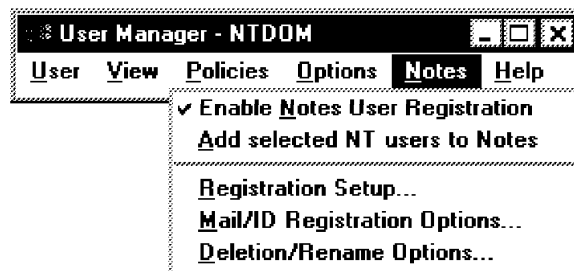 User Manager - NTDOM
User View Policies Options Notes Help
✓ Enable Notes User Registration
Add selected NT users to Notes
Registration Setup...
Mail/ID Registration Options...
Deletion/Rename Options...